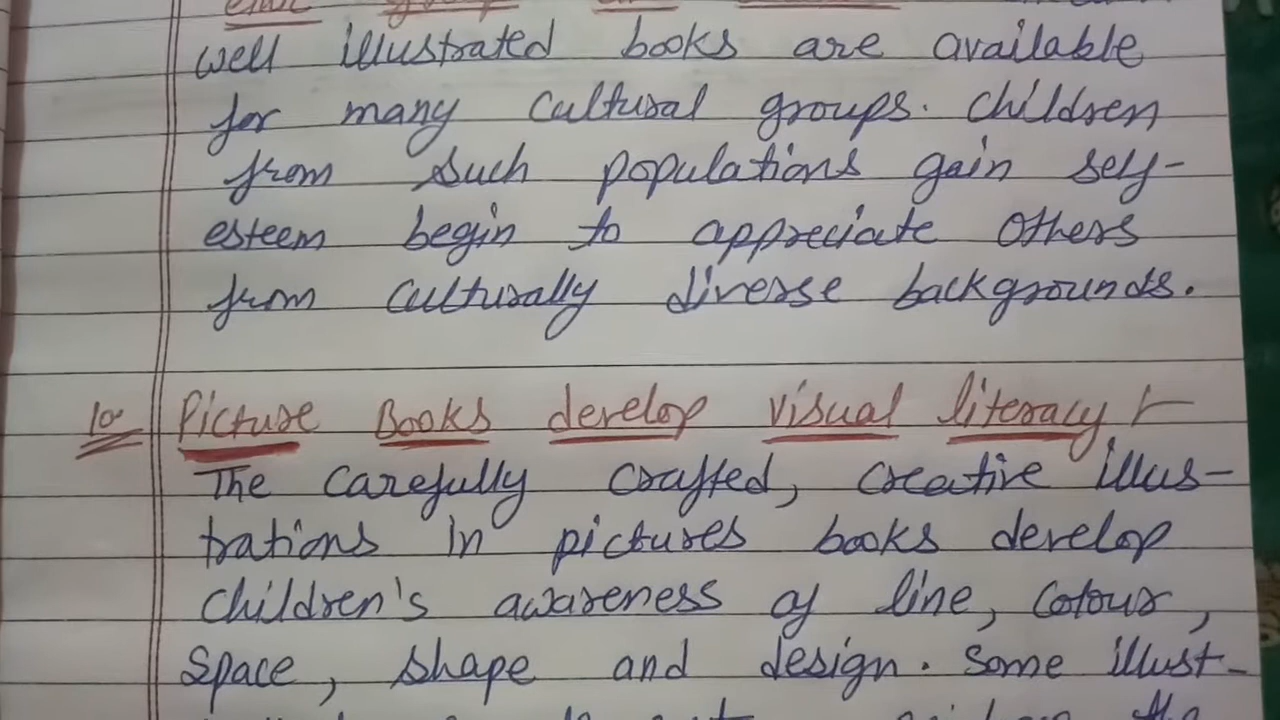 well illustrated books are available
for many cultural groups. Children
from such populations gain self-
esteem begin to appreciate others
from culturally diverse backgrounds.
10. Picture Books develop visual literacy :-
The carefully crafted, creative illus-
trations in pictures books develop
children's awareness of line, colour,
space, shape and design. Some illust-